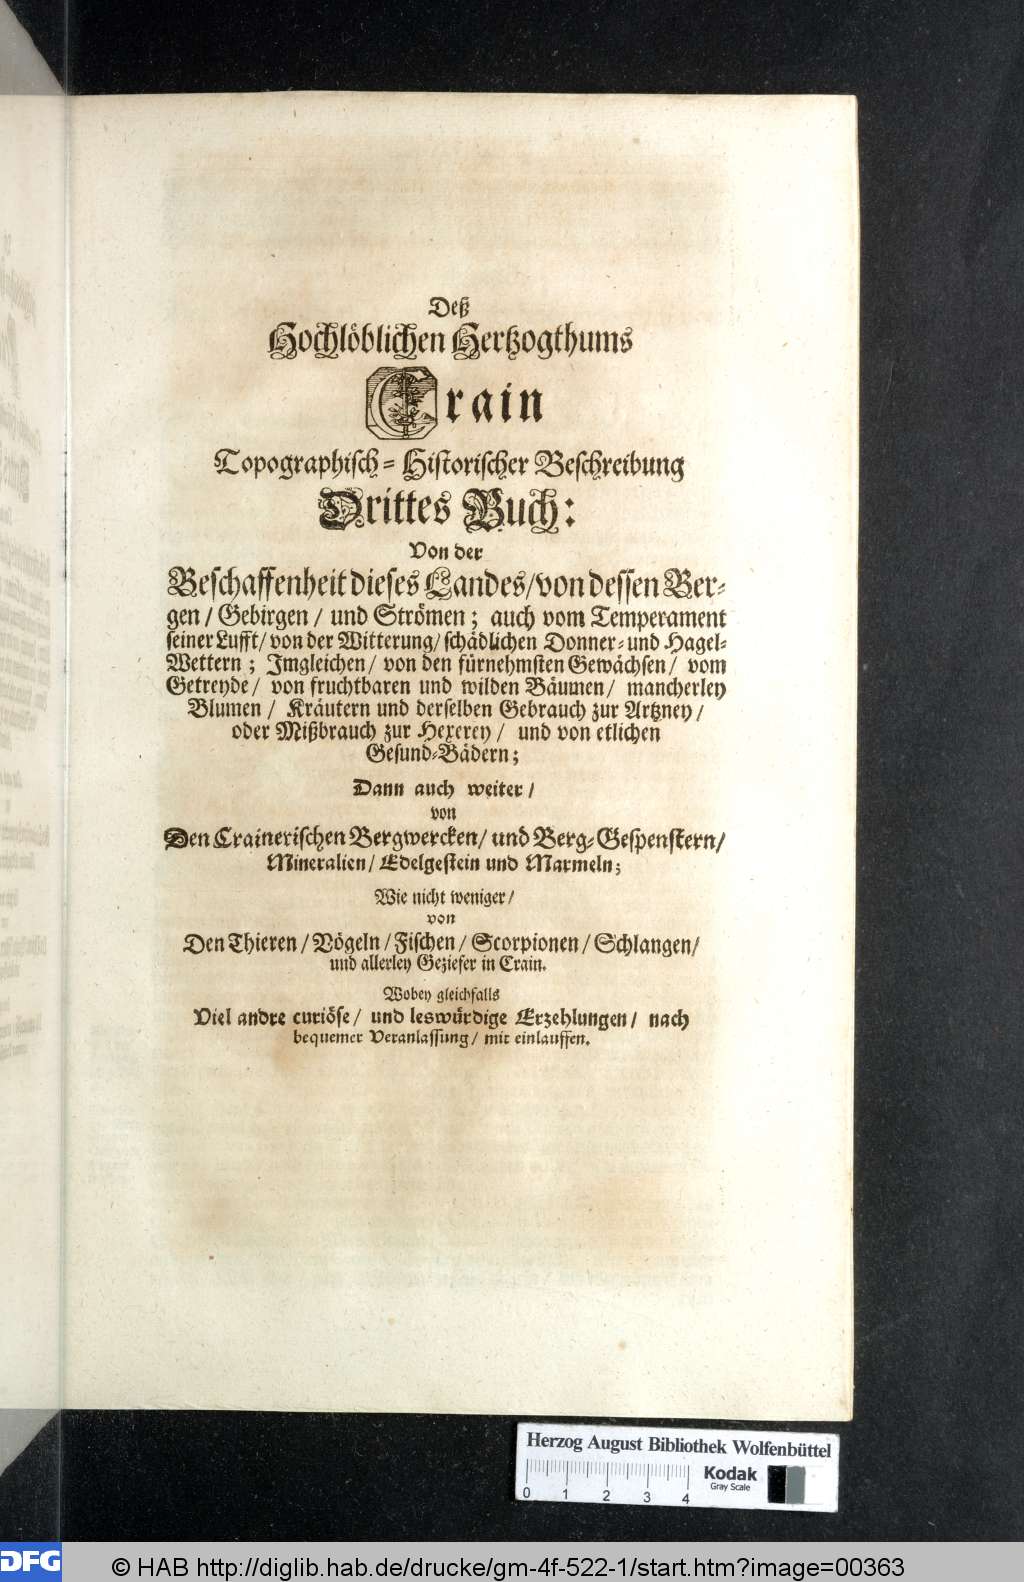 Deß
Hochlöblichen Hertzogthums
Crain
Topographisch-Historischer Beschreibung
Drittes Buch:
Von der
Beschaffenheit dieses Landes/ von dessen Ber-
gen/ Gebirgen/ und Strömen; auch vom Temperament
seiner Lufft/ von der Witterung/ schädlichen Donner- und Hagel-
Wettern; Imgleichen/ von den fürnehmsten Gewächsen/ vom
Getreyde/ von fruchtbaren und wilden Bäumen/ mancherley
Blumen/ Kräutern und derselben Gebrauch zur Artzney/
oder Mißbrauch zur Hexerey/ und von etlichen
Gesund-Bädern;
Dann auch weiter/
von
Den Crainerischen Bergwercken/ und Berg-Gespenstern/
Mineralien/ Edelgestein und Marmeln;
Wie nicht weniger/
von
Den Thieren/ Vögeln/ Fischen/ Scorpionen/ Schlangen/
und allerley Geziefer in Crain.
Wobey gleichfalls
Viel andre curiöse/ und leswürdige Erzehlungen/ nach
bequemer Veranlassung/ mit einlauffen.
Herzog August Bibliothek Wolfenbüttel
Kodak
Gray Scale
0 1 2 3 4
DFG
© HAB http://diglib.hab.de/drucke/gm-4f-522-1/start.htm?image=00363